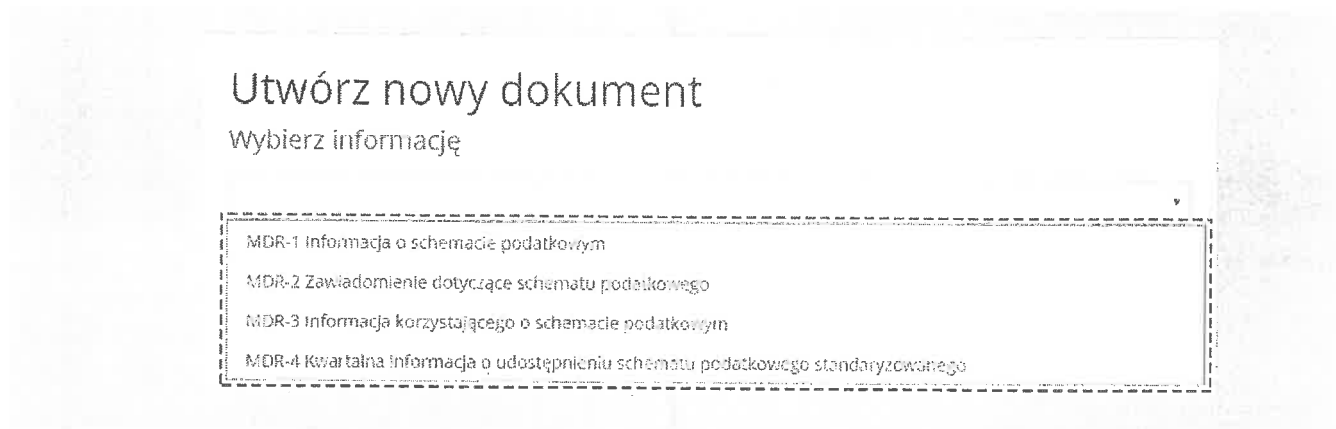 Utwórz nowy dokument
Wybierz informację
MDR-1 Informacja o schemacie podatkowym
MDR-2 Zawiadomienie dotyczące schematu podatkowego
MDR-3 Informacja korzystającego o schemacie podatkowym
MDR-4 Kwartalna informacja o udostępnieniu schematu podatkowego standaryzowanego